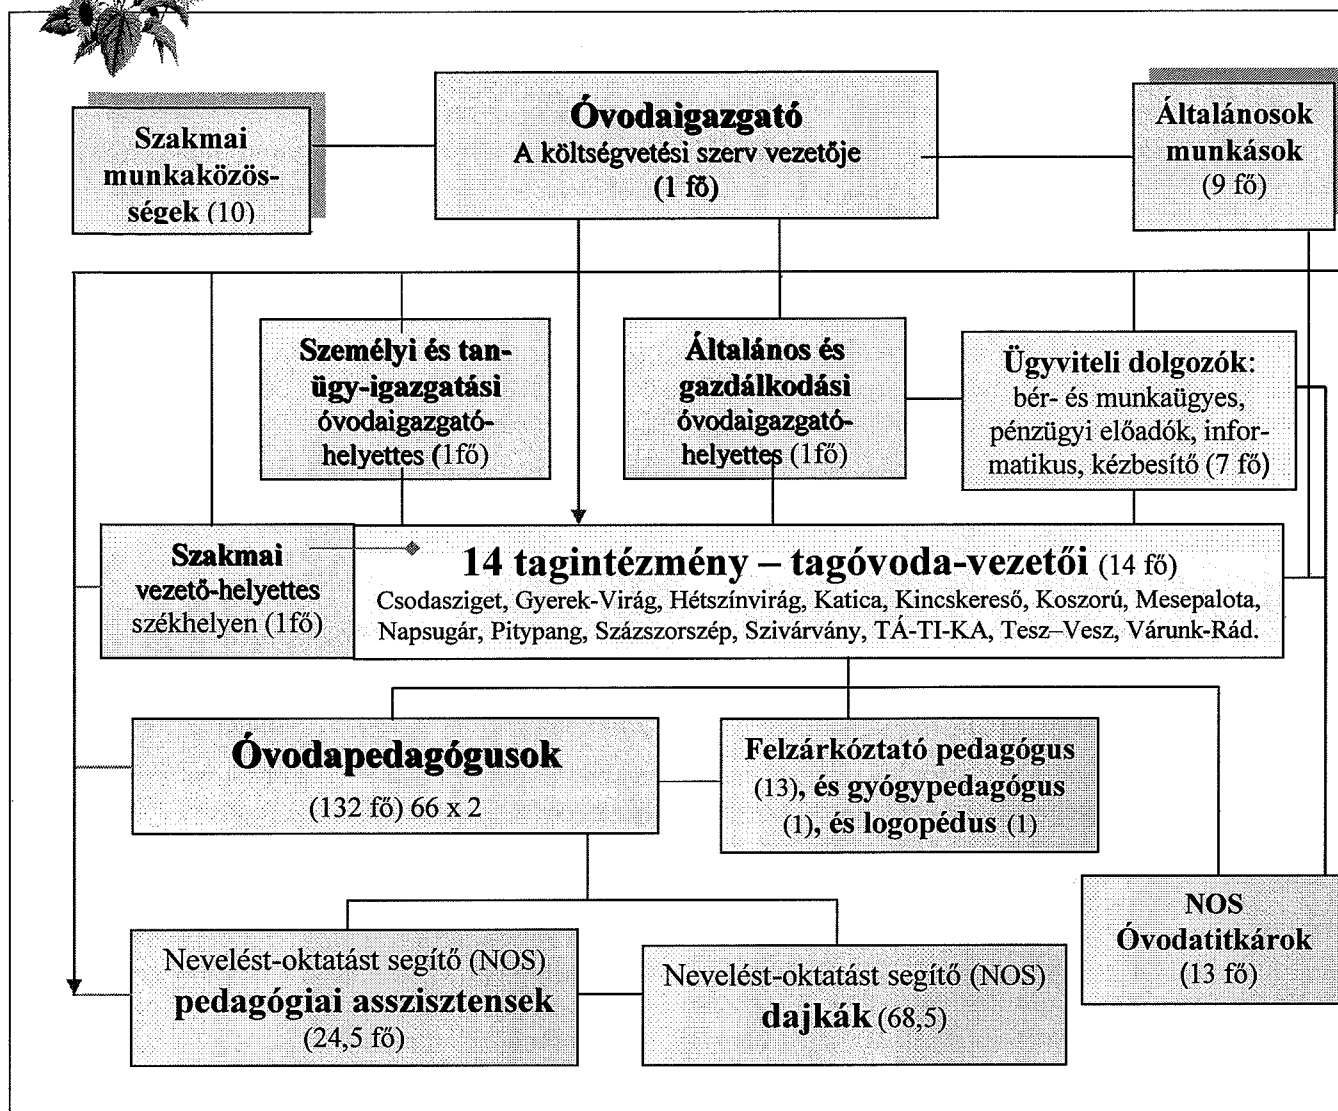 Szakmai
munkaközös-
ségek (10)
Óvodaigazgató
A költségvetési szerv vezetője
(1 fő)
Általánosok
munkások
(9 fő)
Személyi és tan-
ügy-igazgatási
óvodaigazgató-
helyettes (1fő)
Általános és
gazdálkodási
óvodaigazgató-
helyettes (1fő)
Ügyviteli dolgozók:
bér- és munkaügyes,
pénzügyi előadók, infor-
matikus, kézbesítő (7 fő)
Szakmai
vezető-helyettes
székhelyen (1fő)
14 tagintézmény – tagóvoda-vezetői (14 fő)
Csodasziget, Gyerek-Virág, Hétszínvirág, Katica, Kincskereső, Koszorú, Mesepalota,
Napsugár, Pitypang, Százszorszép, Szivárvány, TÁ-TI-KA, Tesz–Vesz, Várunk-Rád.
Óvodapedagógusok
(132 fő) 66 x 2
Felzárkóztató pedagógus
(13), és gyógypedagógus
(1), és logopédus (1)
NOS
Óvodatitkárok
(13 fő)
Nevelést-oktatást segítő (NOS)
pedagógiai asszisztensek
(24,5 fő)
Nevelést-oktatást segítő (NOS)
dajkák (68,5)